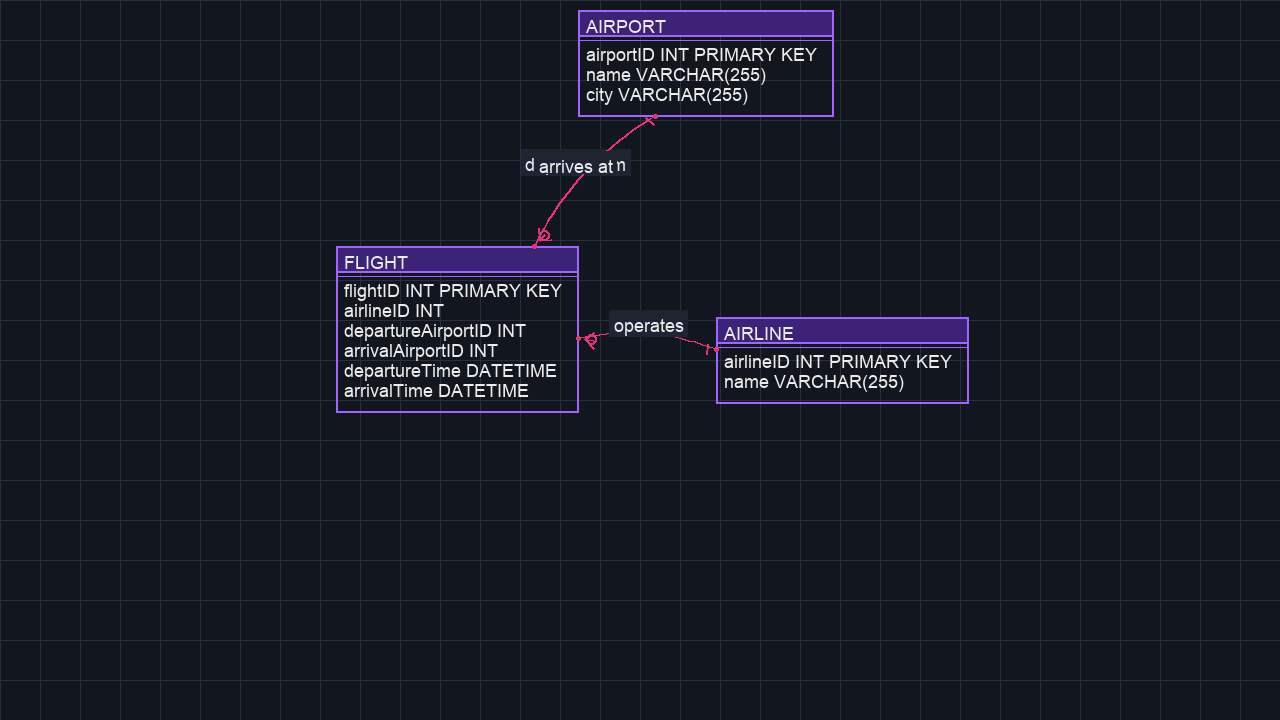 AIRPORT
airportID INT PRIMARY KEY
name VARCHAR(255)
city VARCHAR(255)
arrives at
FLIGHT
flightID INT PRIMARY KEY
airlineID INT
departureAirportID INT
arrivalAirportID INT
departureTime DATETIME
arrivalTime DATETIME
operates
AIRLINE
airlineID INT PRIMARY KEY
name VARCHAR(255)